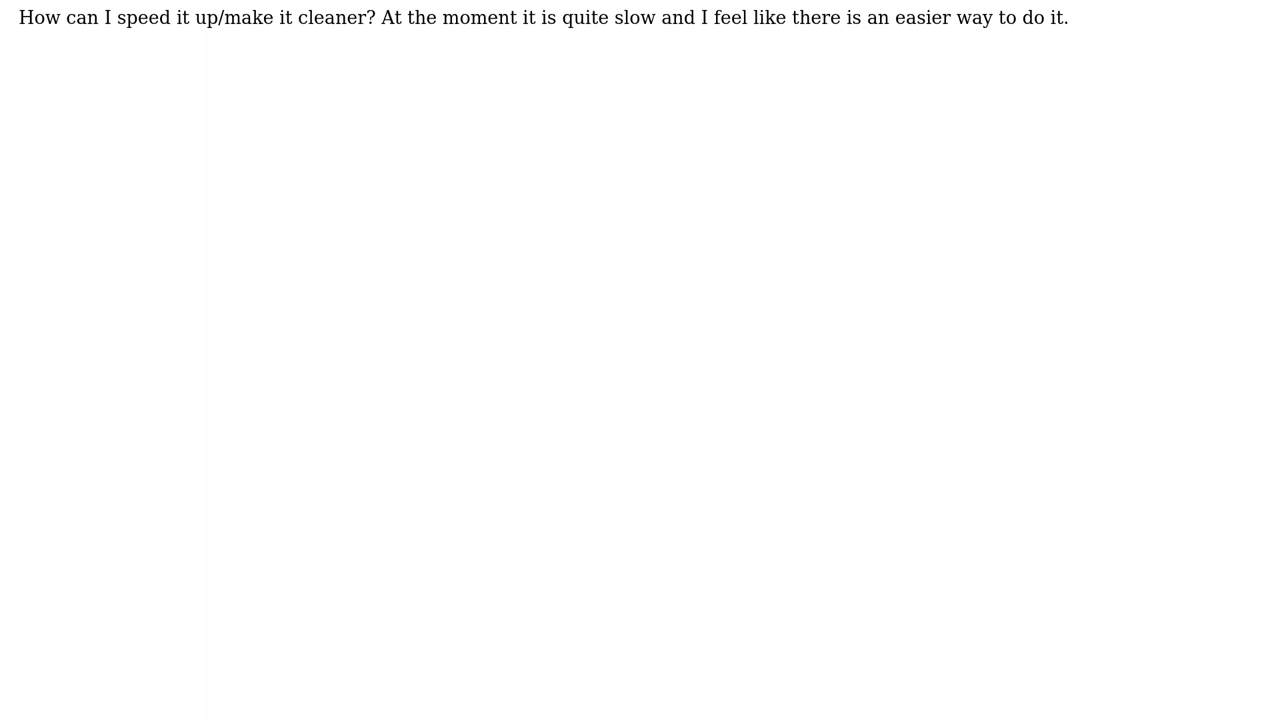 How can I speed it up/make it cleaner? At the moment it is quite slow and I feel like there is an easier way to do it.